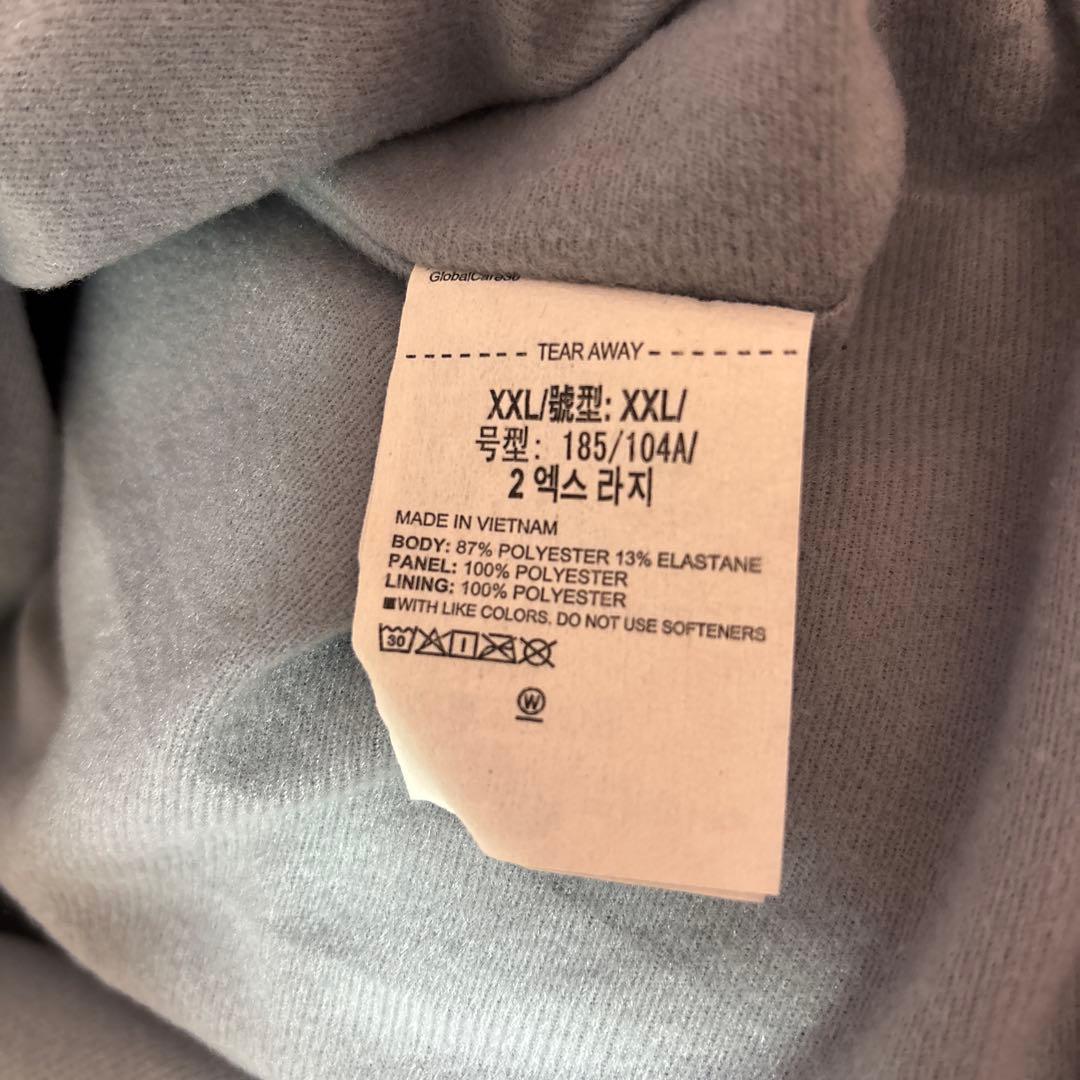 TEAR AWAY
XXL/號型: XXL/
号型: 185/104A/
2 엑스 라지
MADE IN VIETNAM
BODY: 87% POLYESTER 13% ELASTANE
PANEL: 100% POLYESTER
LINING: 100% POLYESTER
WITH LIKE COLORS, DO NOT USE SOFTENERS
30
W